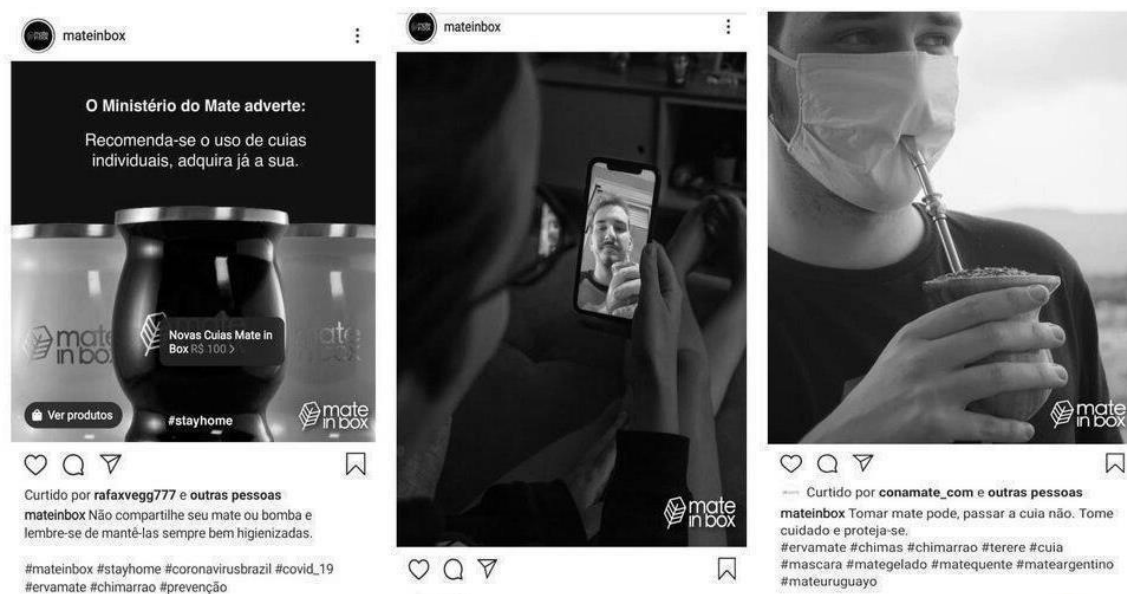 mateinbox
O Ministério do Mate adverte:
Recomenda-se o uso de cuias
individuais, adquira já a sua.
mate
in box
Novas Cuias Mate in
Box R$ 100 >
Ver produtos
#stayhome
mate
in box
Curtido por rafaxvegg777 e outras pessoas
mateinbox Não compartilhe seu mate ou bomba e
lembre-se de mantê-las sempre bem higienizadas.
#mateinbox #stayhome #coronavirusbrazil #covid_19
#ervamate #chimarrao #prevenção
mateinbox
mate
in box
mate
in box
Curtido por conamate_com e outras pessoas
mateinbox Tomar mate pode, passar a cuia não. Tome
cuidado e proteja-se.
#ervamate #chimas #chimarrao #terere #cuia
#mascara #mategelado #matequente #mateargentino
#mateuruguayo